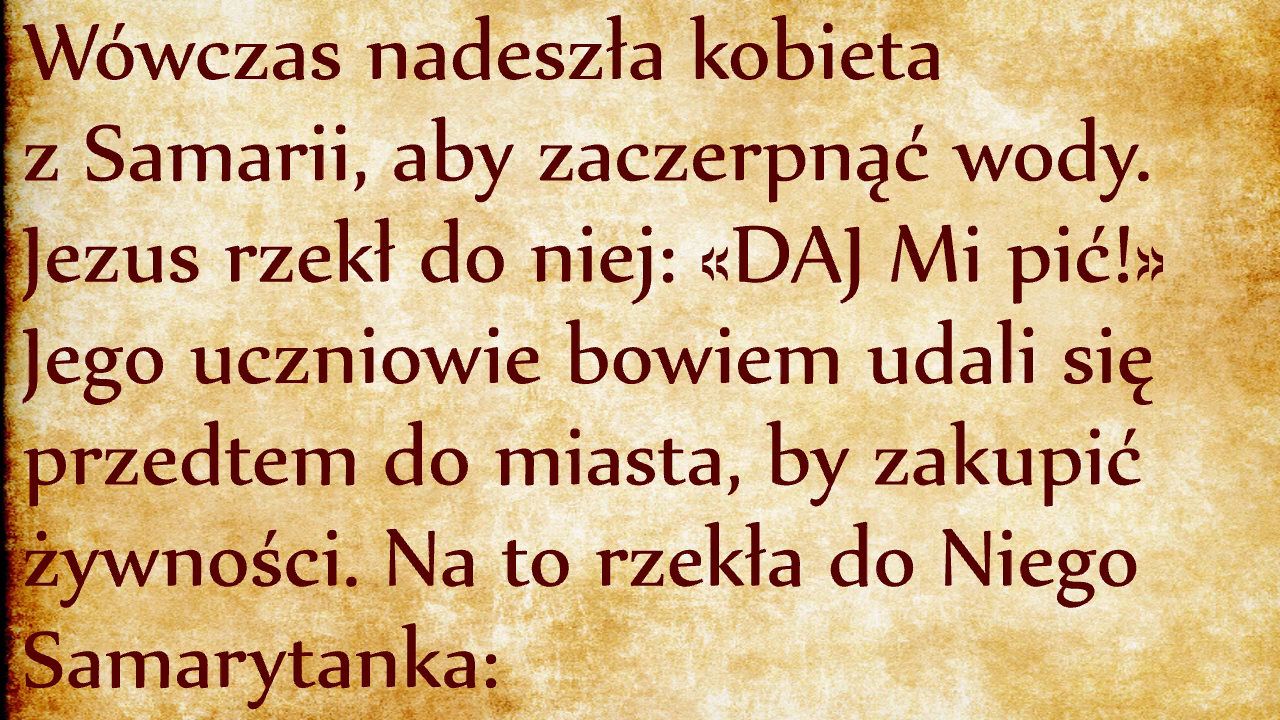 Wówczas nadeszła kobieta
z Samarii, aby zaczerpnąć wody.
Jezus rzekł do niej: «DAJ Mi pić!»
Jego uczniowie bowiem udali się
przedtem do miasta, by zakupić
żywności. Na to rzekła do Niego
Samarytanka: